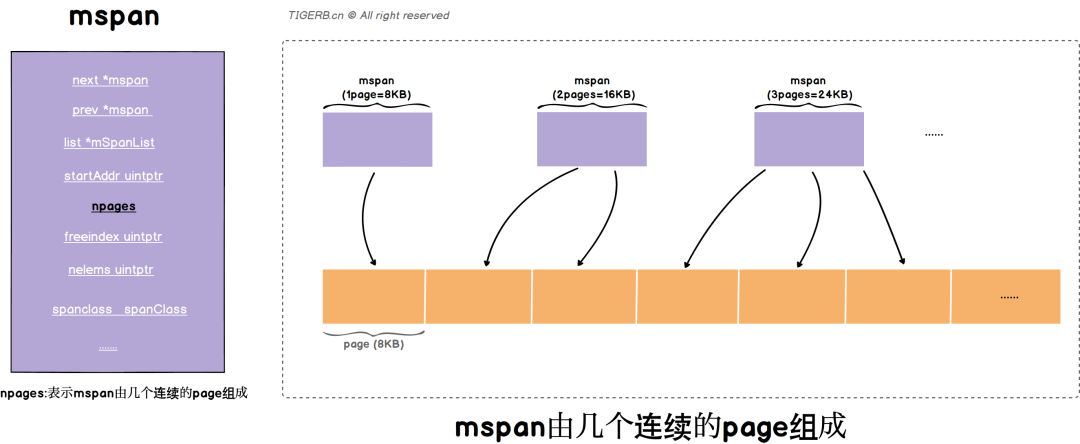 mspan
next *mspan
prev *mspan
list *mSpanList
startAddr uintptr
npages
freeindex uintptr
nelems uintptr
spanclass spanClass
......
npages:表示mspan由几个连续的page组成
TIGERB.cn © All right reserved
mspan
(1page=8KB)
mspan
(2pages=16KB)
mspan
(3pages=24KB)
......
......
page (8KB)
mspan由几个连续的page组成